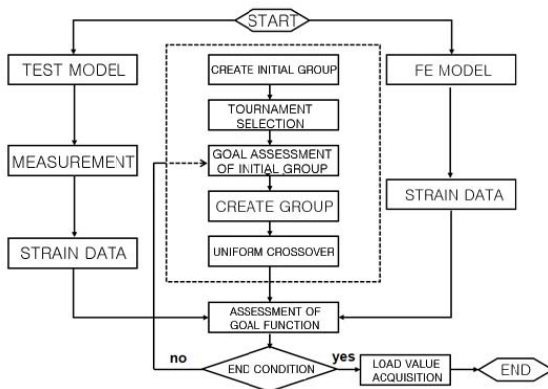 START
TEST MODEL
CREATE INITIAL GROUP
FE MODEL
TOURNAMENT
SELECTION
MEASUREMENT
GOAL ASSESSMENT
OF INITIAL GROUP
CREATE GROUP
STRAIN DATA
STRAIN DATA
UNIFORM CROSSOVER
ASSESSMENT OF
GOAL FUNCTION
no
END CONDITION
yes
LOAD VALUE
ACQUISITION
END